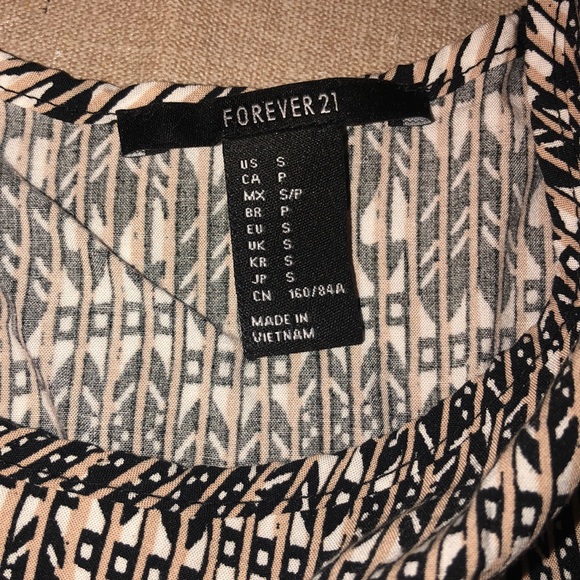 FOREVER 21
US S
CA P
MX S/P
BR P
EU S
UK S
KR S
JP S
CN 160/84A
MADE IN
VIETNAM